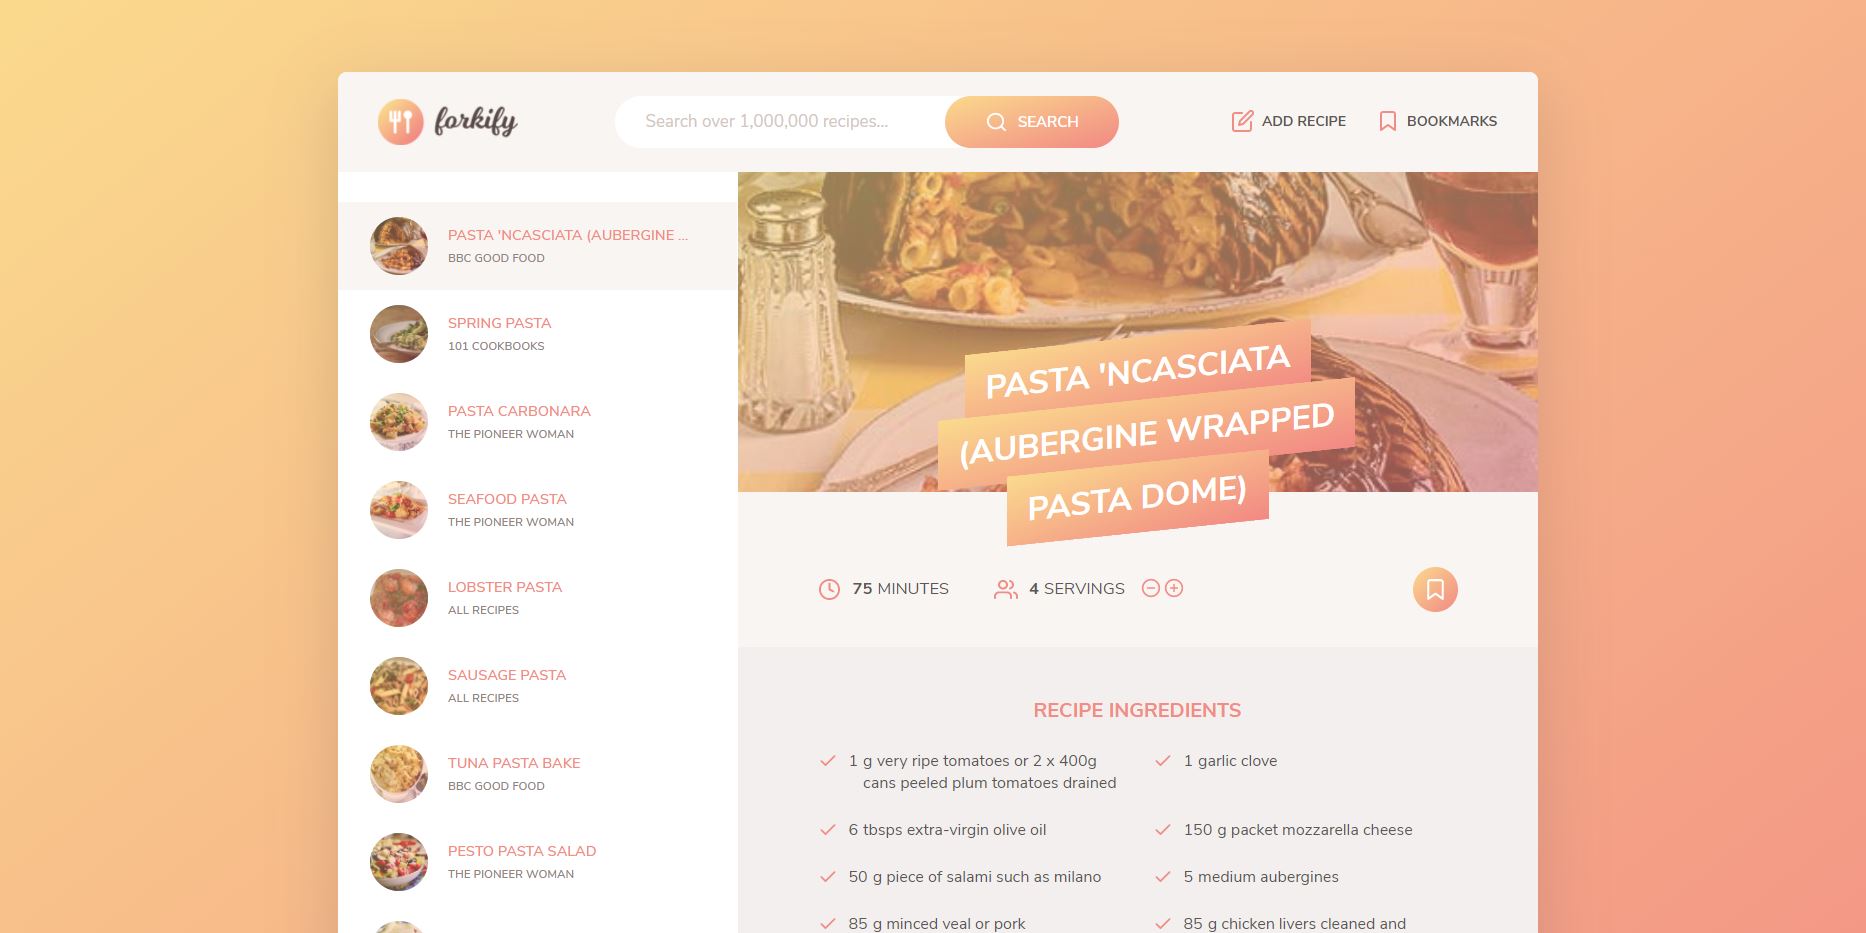 forkify
Search over 1,000,000 recipes...
SEARCH
ADD RECIPE
BOOKMARKS
PASTA 'NCASCIATA (AUBERGINE ...
BBC GOOD FOOD
SPRING PASTA
101 COOKBOOKS
PASTA CARBONARA
THE PIONEER WOMAN
SEAFOOD PASTA
THE PIONEER WOMAN
LOBSTER PASTA
ALL RECIPES
SAUSAGE PASTA
ALL RECIPES
TUNA PASTA BAKE
BBC GOOD FOOD
PESTO PASTA SALAD
THE PIONEER WOMAN
PASTA 'NCASCIATA
(AUBERGINE WRAPPED
PASTA DOME)
75 MINUTES
4 SERVINGS
RECIPE INGREDIENTS
1 g very ripe tomatoes or 2 x 400g
cans peeled plum tomatoes drained
1 garlic clove
6 tbsps extra-virgin olive oil
150 g packet mozzarella cheese
50 g piece of salami such as milano
5 medium aubergines
85 g minced veal or pork
85 g chicken livers cleaned and